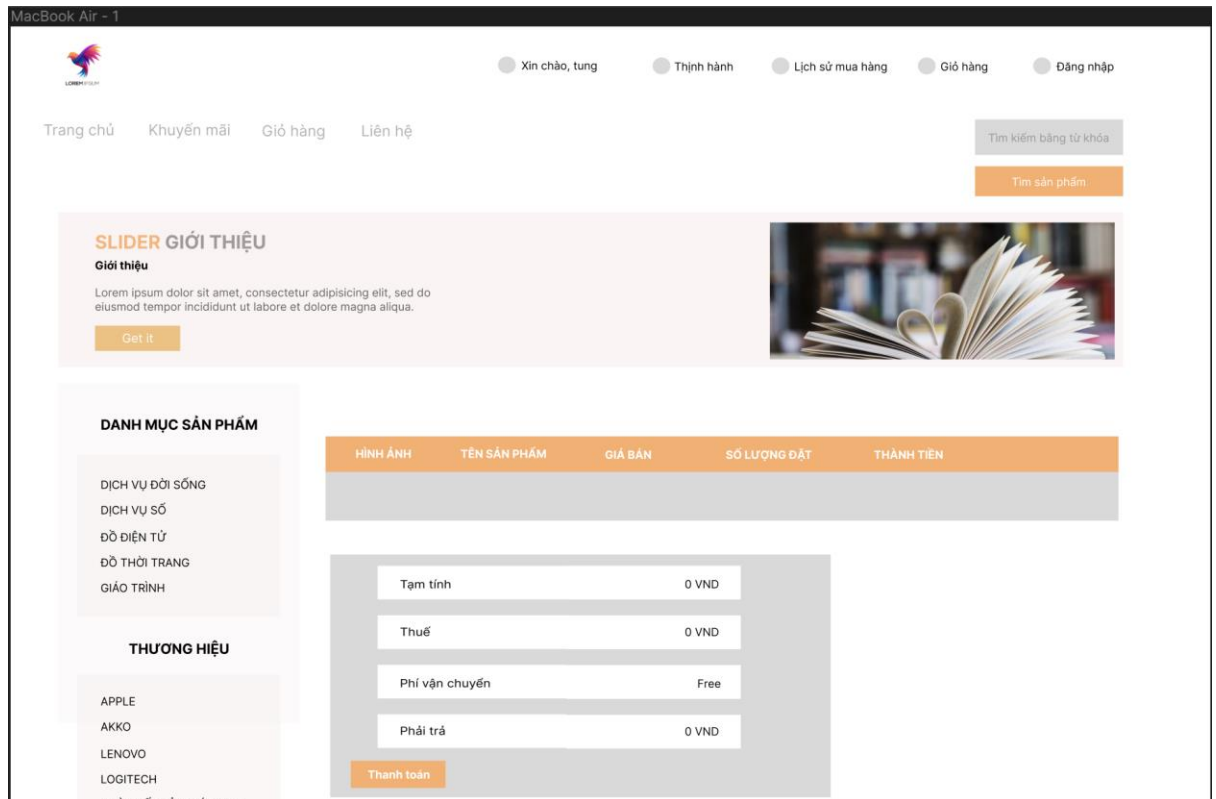 MacBook Air - 1
LOREM IPSUM
Xin chào, tung
Thịnh hành
Lịch sử mua hàng
Giỏ hàng
Đăng nhập
Trang chủ
Khuyến mãi
Giỏ hàng
Liên hệ
Tìm kiếm bằng từ khóa
Tìm sản phẩm
SLIDER GIỚI THIỆU
Giới thiệu
Lorem ipsum dolor sit amet, consectetur adipisicing elit, sed do
eiusmod tempor incididunt ut labore et dolore magna aliqua.
Get it
DANH MỤC SẢN PHẨM
DỊCH VỤ ĐỜI SỐNG
DỊCH VỤ SỐ
ĐỒ ĐIỆN TỬ
ĐỒ THỜI TRANG
GIÁO TRÌNH
THƯƠNG HIỆU
APPLE
AKKO
LENOVO
LOGITECH
HÌNH ẢNH
TÊN SẢN PHẨM
GIÁ BÁN
SỐ LƯỢNG ĐẶT
THÀNH TIỀN
Tạm tính
0 VND
Thuế
0 VND
Phí vận chuyển
Free
Phải trả
0 VND
Thanh toán